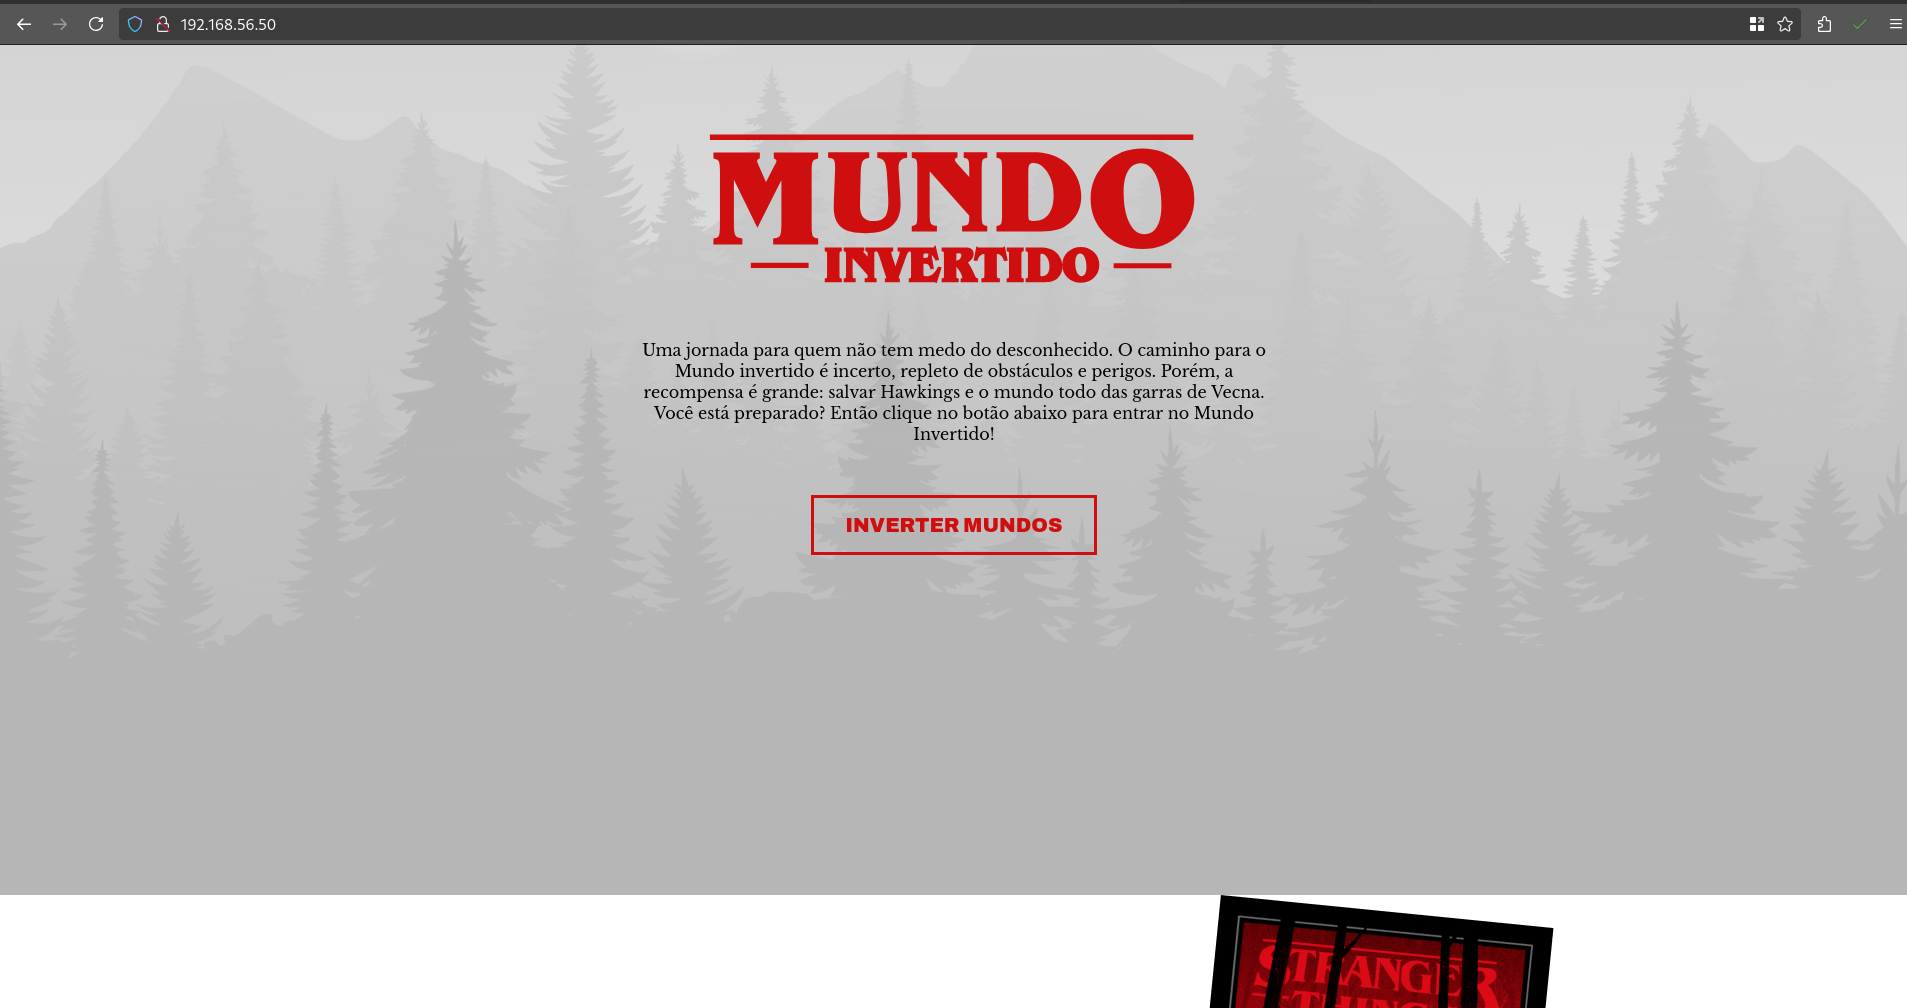 192.168.56.50
MUNDO
INVERTIDO
Uma jornada para quem não tem medo do desconhecido. O caminho para o
Mundo invertido é incerto, repleto de obstáculos e perigos. Porém, a
recompensa é grande: salvar Hawkings e o mundo todo das garras de Vecna.
Você está preparado? Então clique no botão abaixo para entrar no Mundo
Invertido!
INVERTER MUNDOS
STRANGER
THINGS